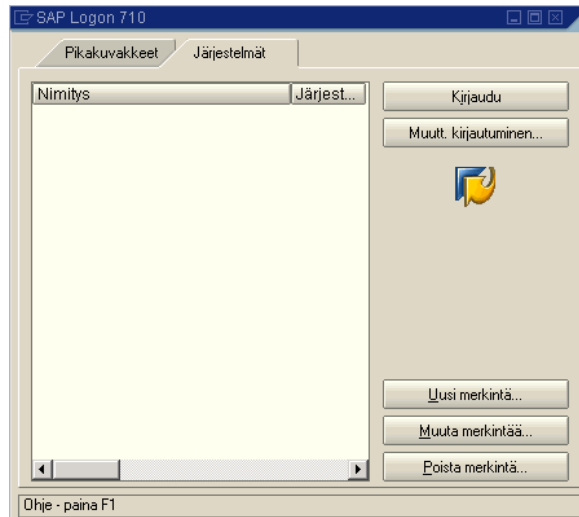 SAP Logon 710
Pikakuvakkeet
Järjestelmät
Nimitys
Järjest...
Kirjaudu
Muutt. kirjautuminen...
Uusi merkintä...
Muuta merkintää...
Poista merkintä...
Ohje - paina F1